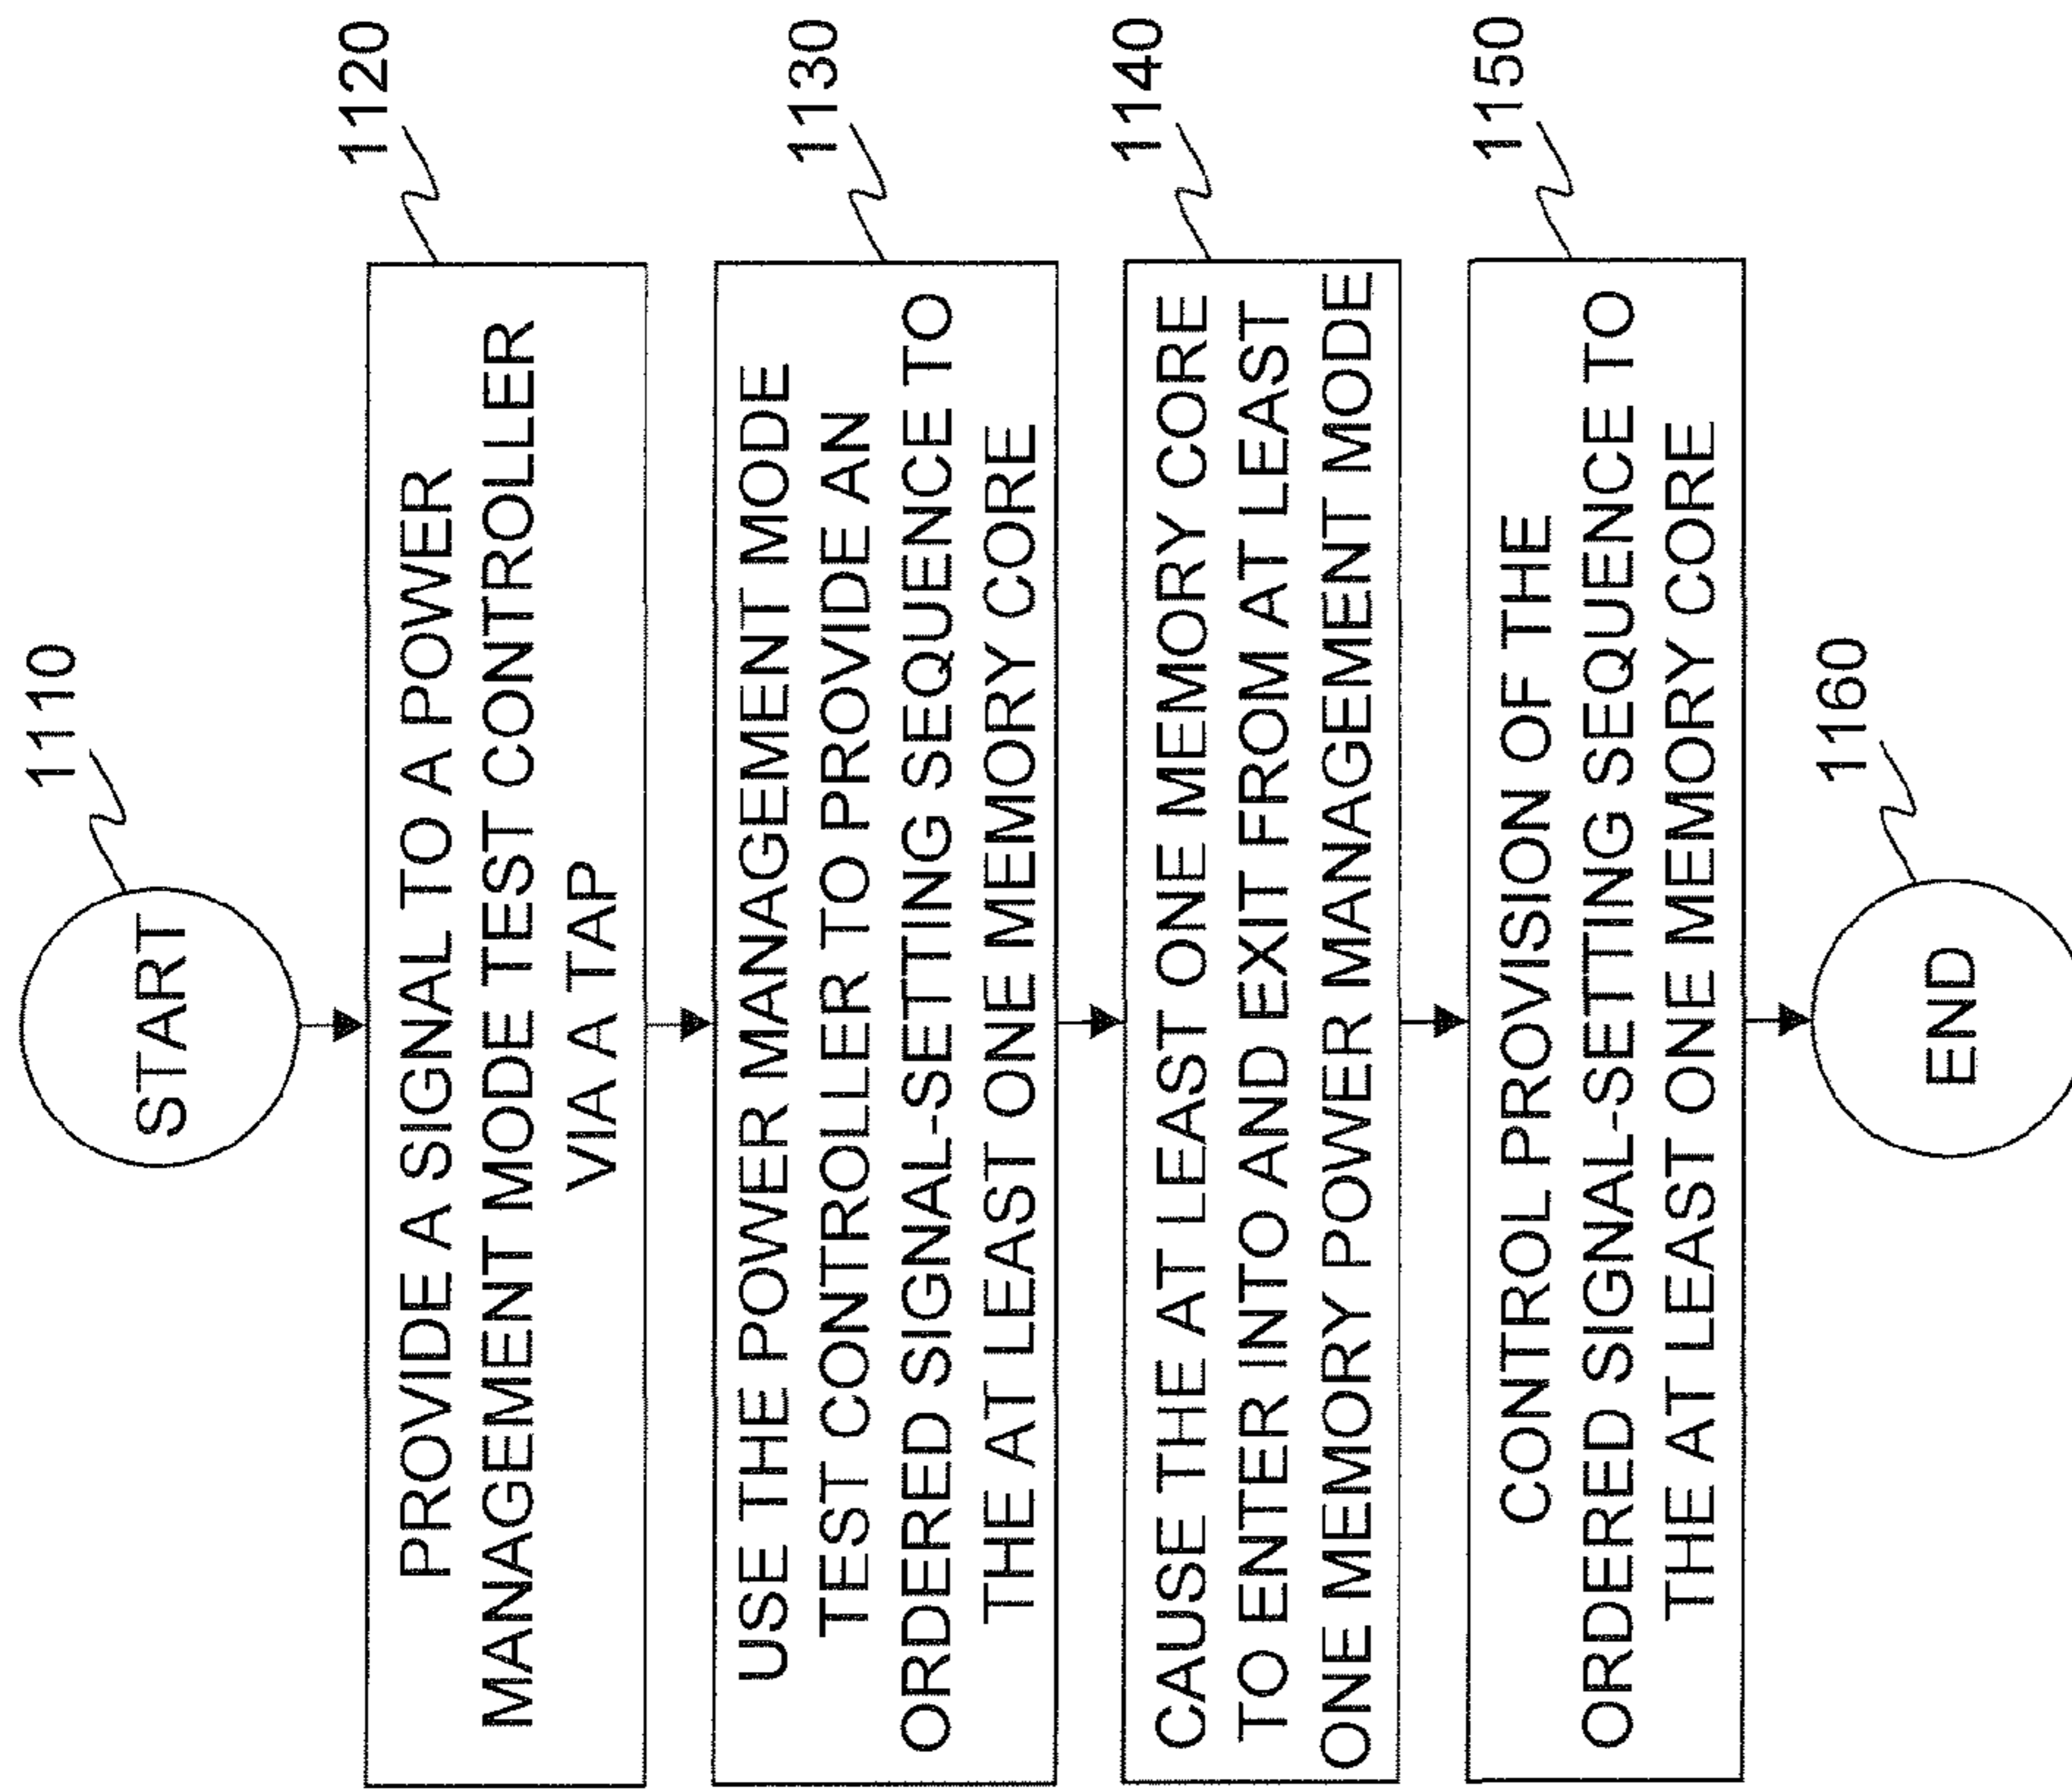 1110
START
1120
PROVIDE A SIGNAL TO A POWER
MANAGEMENT MODE TEST CONTROLLER
VIA A TAP
1130
USE THE POWER MANAGEMENT MODE
TEST CONTROLLER TO PROVIDE AN
ORDERED SIGNAL-SETTING SEQUENCE TO
THE AT LEAST ONE MEMORY CORE
1140
CAUSE THE AT LEAST ONE MEMORY CORE
TO ENTER INTO AND EXIT FROM AT LEAST
ONE MEMORY POWER MANAGEMENT MODE
1150
CONTROL PROVISION OF THE
ORDERED SIGNAL-SETTING SEQUENCE TO
THE AT LEAST ONE MEMORY CORE
1160
END